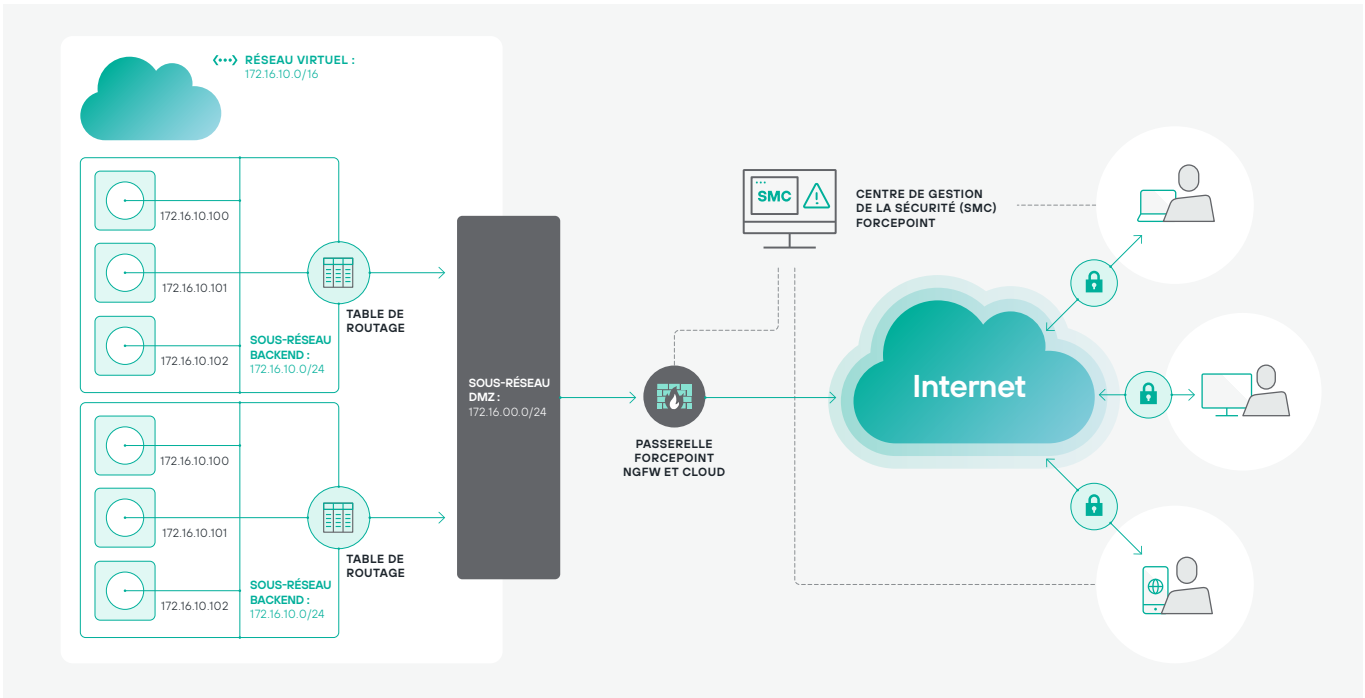 RÉSEAU VIRTUEL :
172.16.10.0/16
172.16.10.100
172.16.10.101
172.16.10.102
TABLE DE
ROUTAGE
SOUS-RÉSEAU
BACKEND :
172.16.10.0/24
172.16.10.100
172.16.10.101
172.16.10.102
TABLE DE
ROUTAGE
SOUS-RÉSEAU
BACKEND :
172.16.10.0/24
SOUS-RÉSEAU
DMZ :
172.16.00.0/24
PASSERELLE
FORCEPOINT
NGFW ET CLOUD
SMC
CENTRE DE GESTION
DE LA SÉCURITÉ (SMC)
FORCEPOINT
Internet